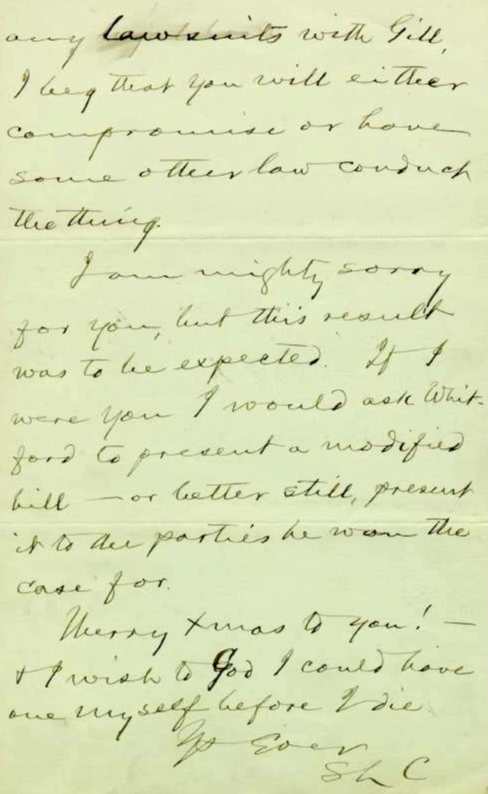 any lawsuits with Gill,
I beg that you will either
compromise or have
some other law conduct
the thing.
I am mighty sorry
for you, but this result
was to be expected. If I
were you I would ask Whit-
ford to present a modified
bill — or better still, present
it to the parties he won the
case for.
Merry Xmas to you! —
& I wish to God I could have
one myself before I die.
Ys Ever
SLC